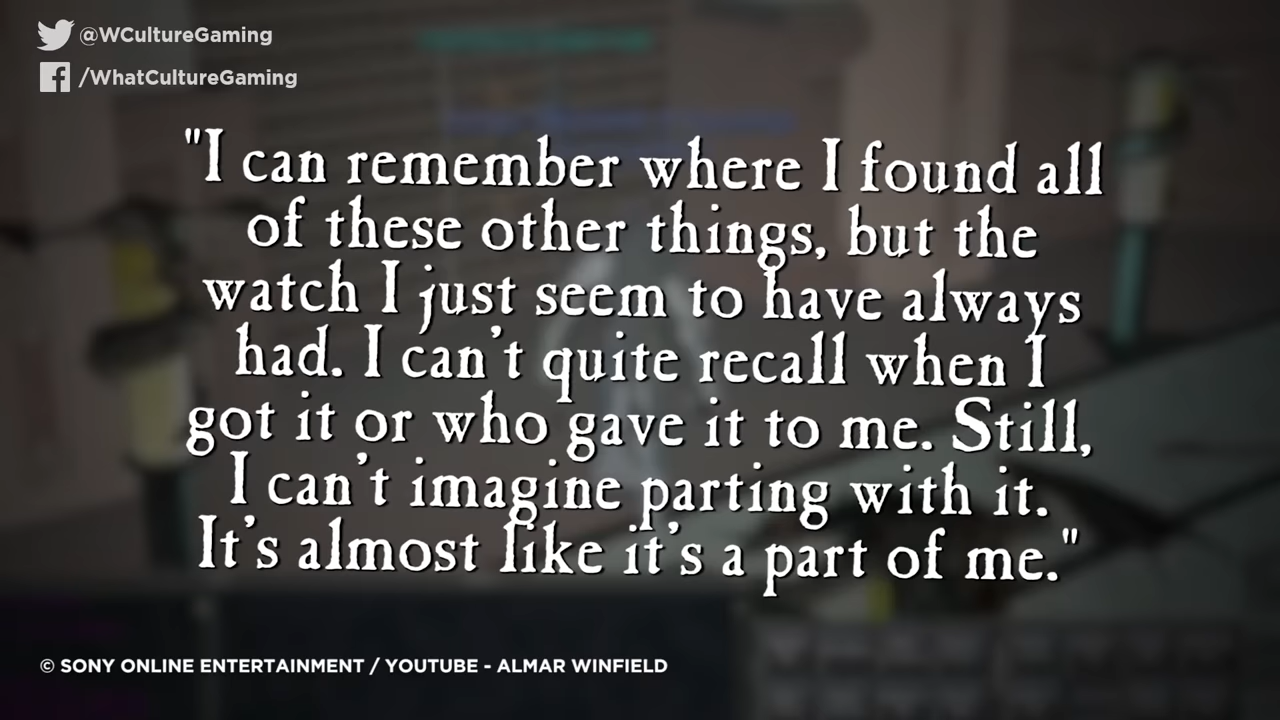 @WCultureGaming
/WhatCultureGaming
"I can remember where I found all
of these other things, but the
watch I just seem to have always
had. I can't quite recall when I
got it or who gave it to me. Still,
I can't imagine parting with it.
It's almost like it's a part of me."
© SONY ONLINE ENTERTAINMENT / YOUTUBE - ALMAR WINFIELD